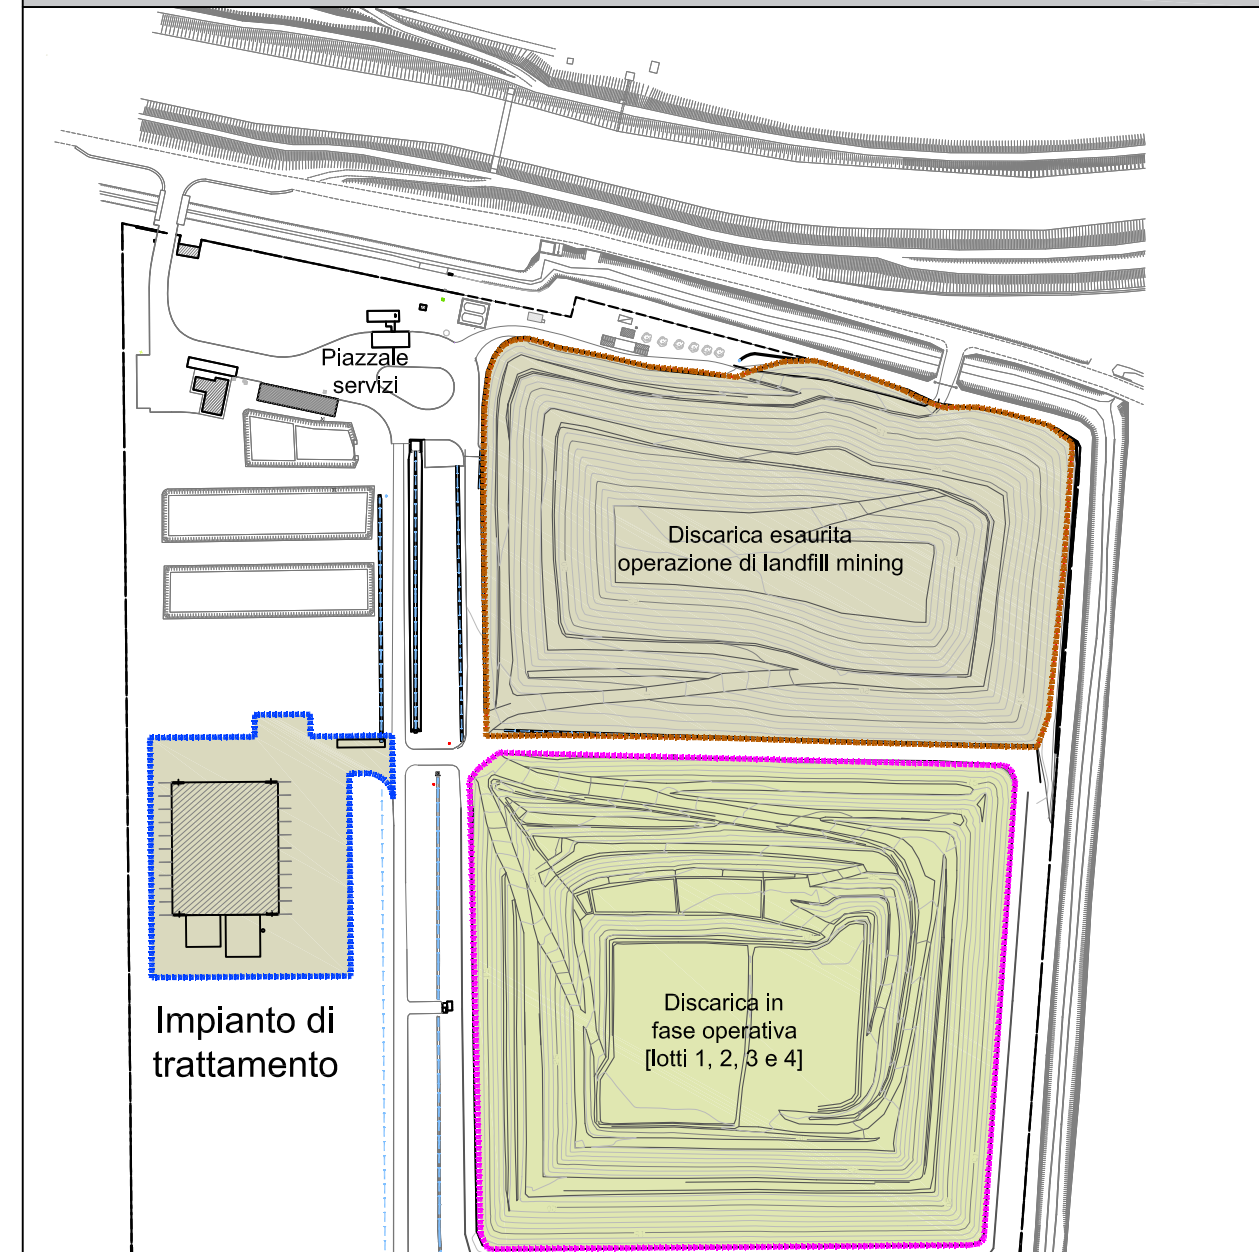 Piazzale
servizi
Discarica esaurita
operazione di landfill mining
Impianto di
trattamento
Discarica in
fase operativa
[lotti 1, 2, 3 e 4]